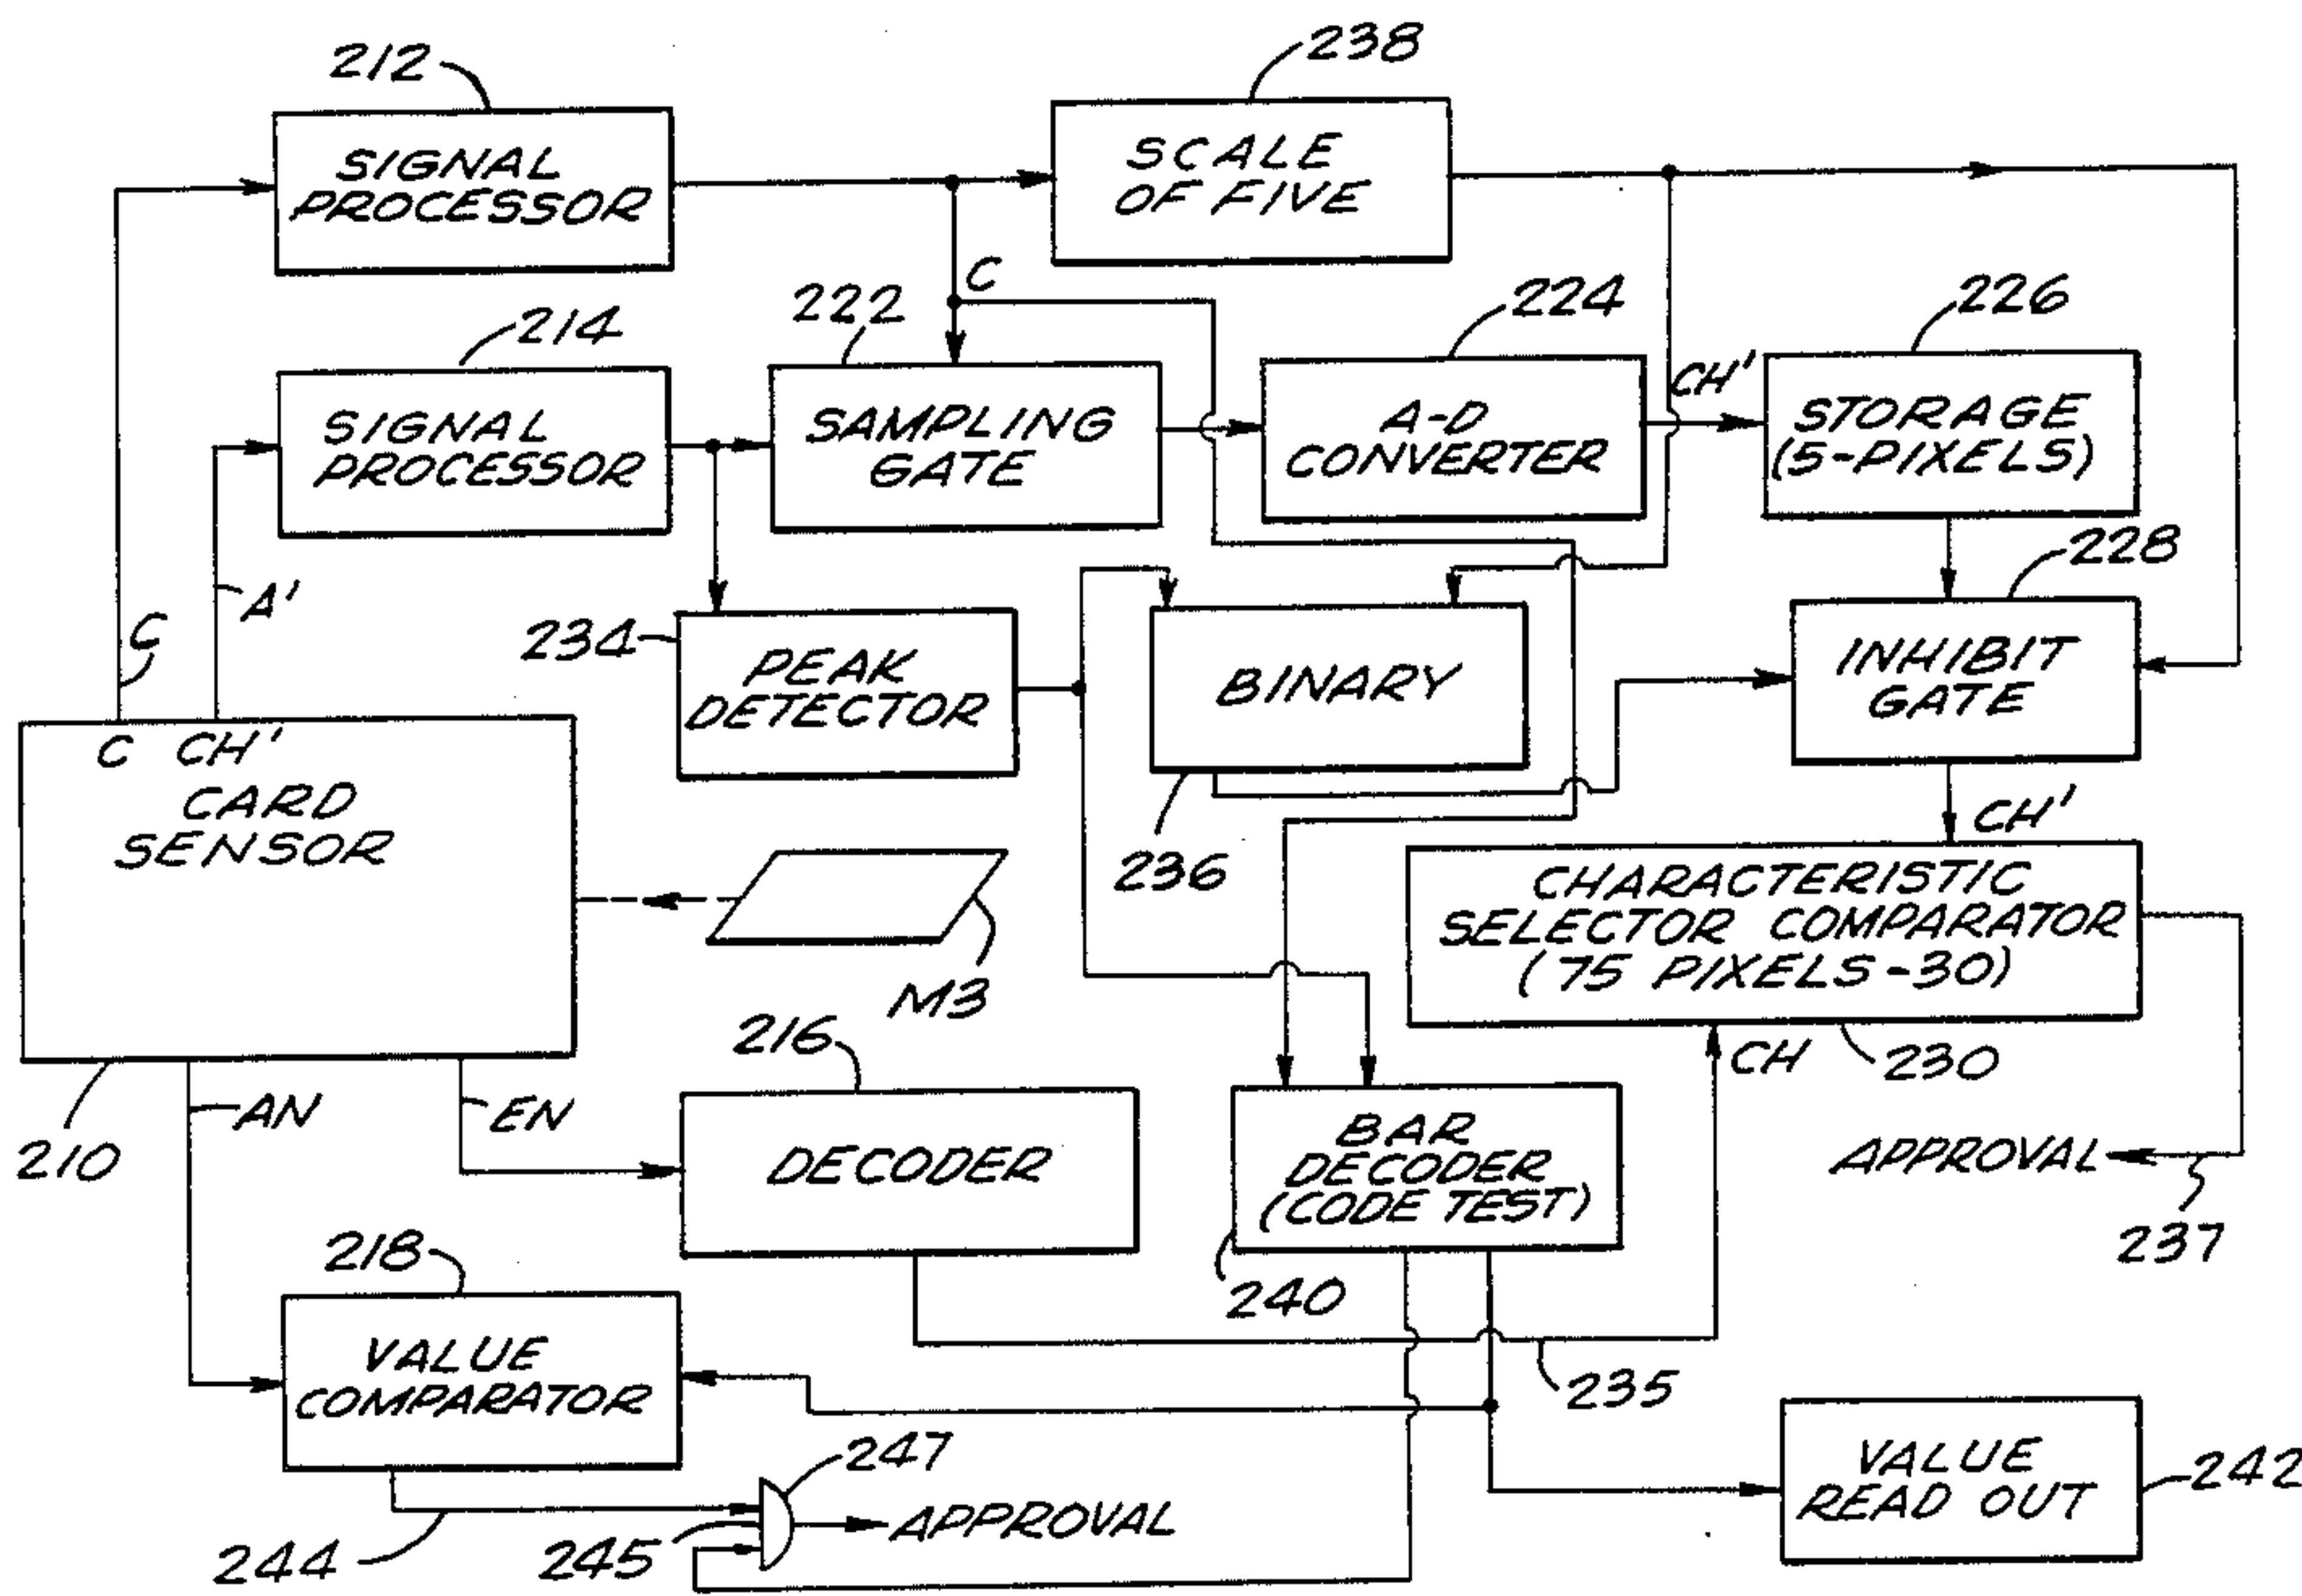 212
238
SIGNAL
PROCESSOR
SCALE
OF FIVE
C
222
224
226
214
SIGNAL
PROCESSOR
SAMPLING
GATE
A-D
CONVERTER
CH'
STORAGE
(5-PIXELS)
228
A'
C
234
PEAK
DETECTOR
BINARY
INHIBIT
GATE
C CH'
CARD
SENSOR
236
CH'
CHARACTERISTIC
SELECTOR COMPARATOR
(75 PIXELS-30)
M3
216
CH
230
AN
EN
210
DECODER
BAR
DECODER
(CODE TEST)
APPROVAL
237
218
240
VALUE
COMPARATOR
235
247
VALUE
READ OUT
242
244
245
APPROVAL